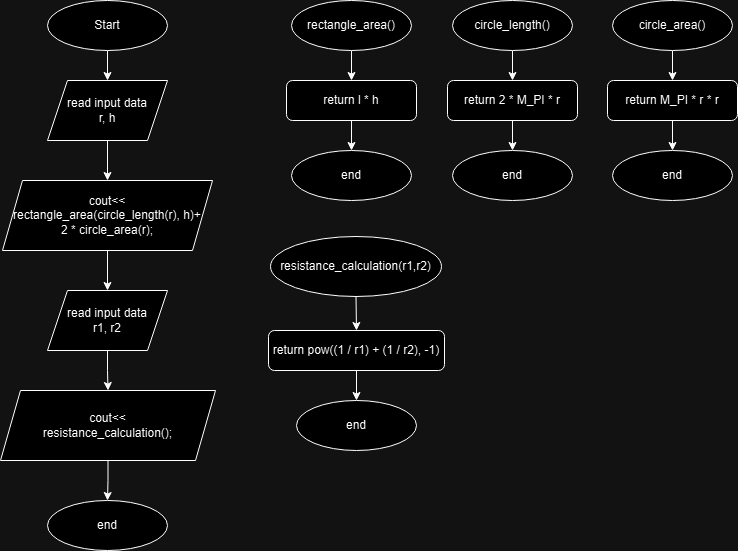 Start
read input data
r, h
cout<<
rectangle_area(circle_length(r), h)+
2 * circle_area(r);
read input data
r1, r2
cout<<
resistance_calculation();
end
rectangle_area()
return l * h
end
circle_length()
return 2 * M_PI * r
end
circle_area()
return M_PI * r * r
end
resistance_calculation(r1,r2)
return pow((1 / r1) + (1 / r2), -1)
end